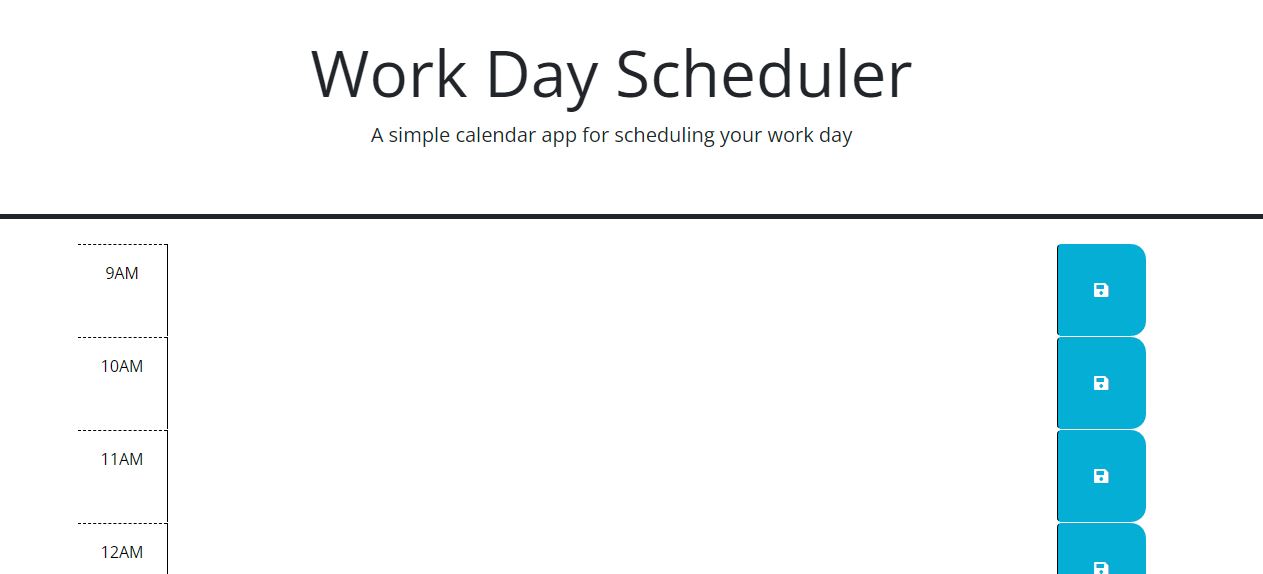 Work Day Scheduler
A simple calendar app for scheduling your work day
9AM
10AM
11AM
12AM